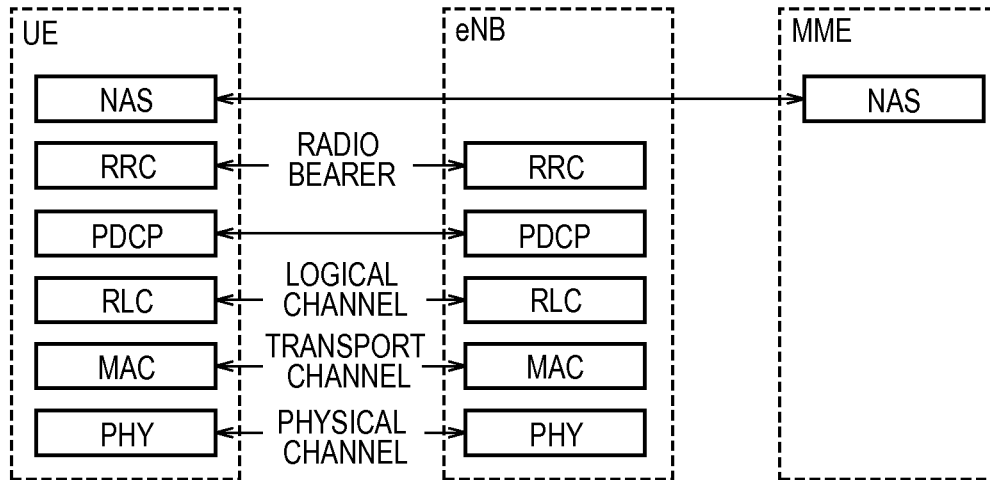 UE
eNB
MME
NAS
NAS
RRC
RADIO
BEARER
RRC
PDCP
PDCP
RLC
LOGICAL
CHANNEL
RLC
MAC
TRANSPORT
CHANNEL
MAC
PHY
PHYSICAL
CHANNEL
PHY